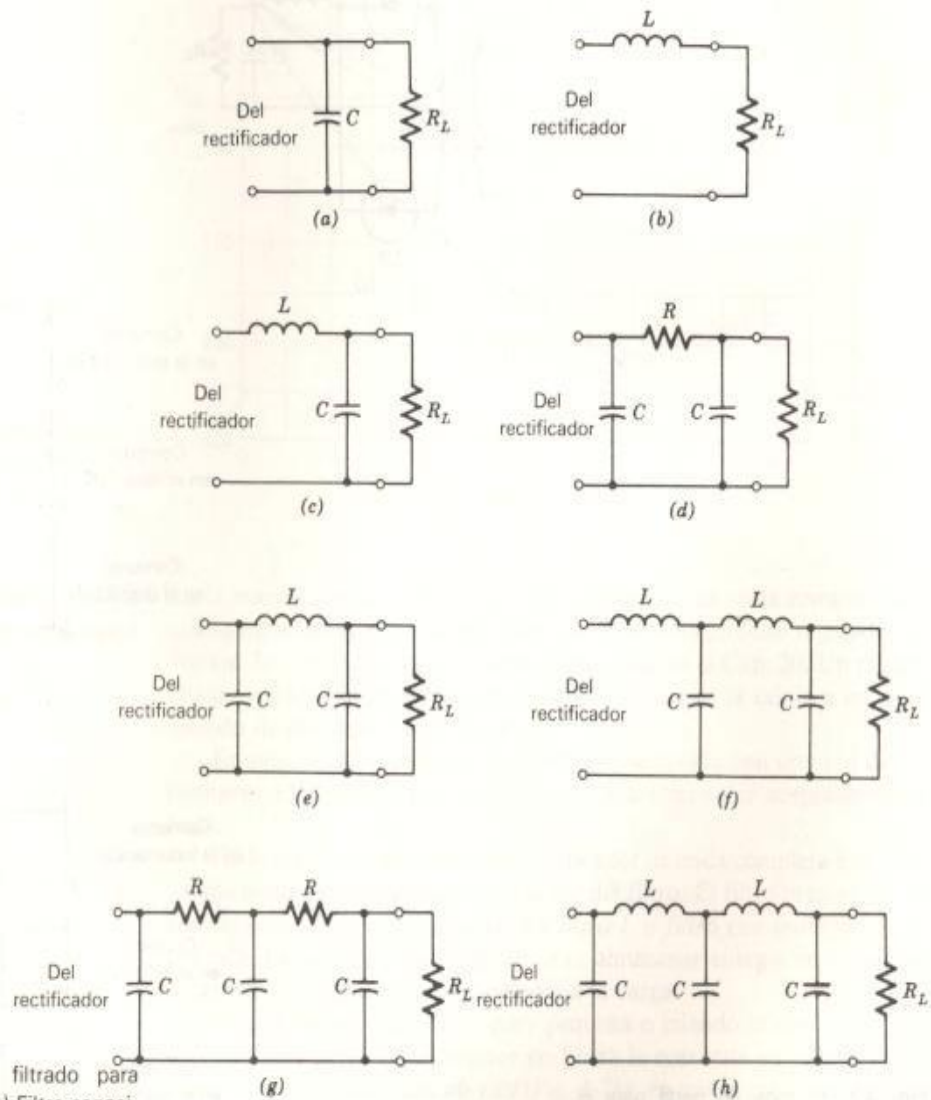 Del
rectificador
C
R_L
(a)
L
Del
rectificador
R_L
(b)
L
Del
rectificador
C
R_L
(c)
R
Del
rectificador
C
C
R_L
(d)
L
Del
rectificador
C
C
R_L
(e)
L
L
Del
rectificador
C
C
R_L
(f)
R
R
Del
rectificador
C
C
C
R_L
(g)
L
L
Del
rectificador
C
C
C
R_L
(h)
filtrado para